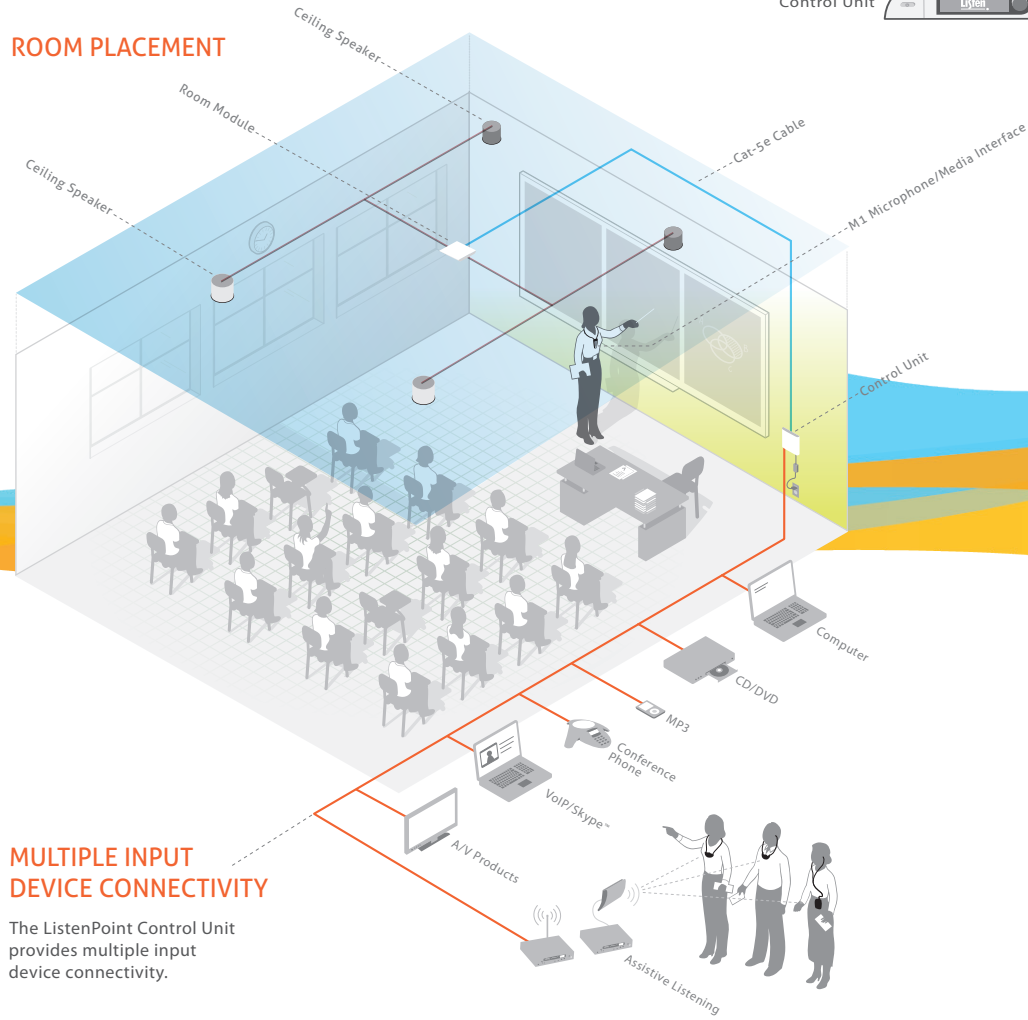 Control Unit
Listen
ROOM PLACEMENT
Ceiling Speaker
Room Module
Ceiling Speaker
Cat-5e Cable
M1 Microphone/Media Interface
Control Unit
Computer
CD/DVD
MP3
Conference
Phone
VoIP/Skype™
A/V Products
Assistive Listening
MULTIPLE INPUT
DEVICE CONNECTIVITY
The ListenPoint Control Unit
provides multiple input
device connectivity.